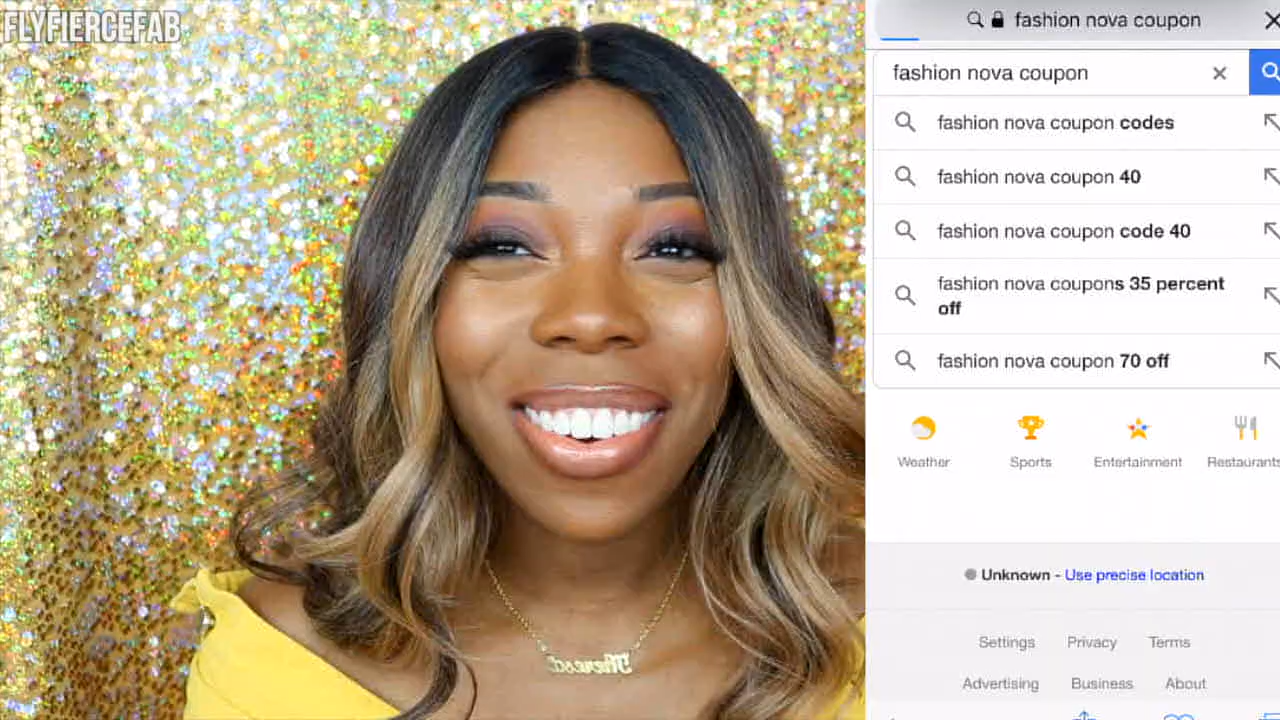 FLYFIERCEFAB
fashion nova coupon
fashion nova coupon
fashion nova coupon codes
fashion nova coupon 40
fashion nova coupon code 40
fashion nova coupons 35 percent
off
fashion nova coupon 70 off
Weather Sports Entertainment Restaurants
Unknown - Use precise location
Settings Privacy Terms
Advertising Business About
Theresa